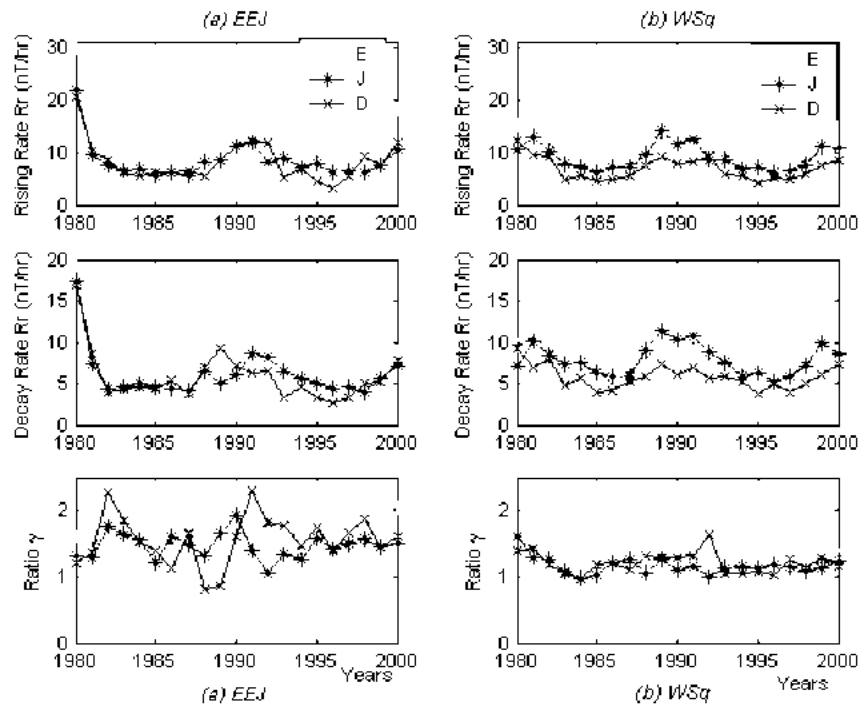 (a) EEJ
(b) WSq
30
20
10
0
Rising Rate Rr (nT/hr)
E
J
D
1980 1985 1990 1995 2000
30
20
10
0
Rising Rate Rr (nT/hr)
E
J
D
1980 1985 1990 1995 2000
20
15
10
5
0
Decay Rate Rr (nT/hr)
1980 1985 1990 1995 2000
20
15
10
5
0
Decay Rate Rr (nT/hr)
1980 1985 1990 1995 2000
2
1
0
Ratio γ
1980 1985 1990 1995 2000
Years
(a) EEJ
2
1
0
Ratio γ
1980 1985 1990 1995 2000
Years
(b) WSq